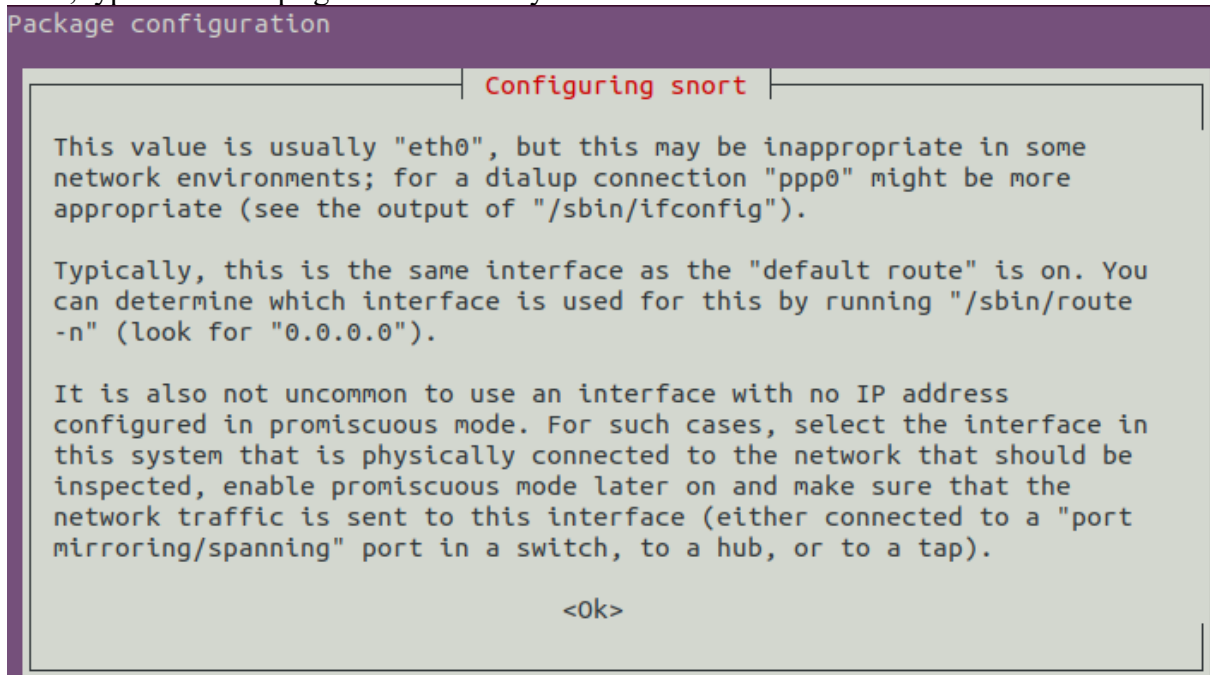 Package configuration
Configuring snort
This value is usually "eth0", but this may be inappropriate in some
network environments; for a dialup connection "ppp0" might be more
appropriate (see the output of "/sbin/ifconfig").
Typically, this is the same interface as the "default route" is on. You
can determine which interface is used for this by running "/sbin/route
-n" (look for "0.0.0.0").
It is also not uncommon to use an interface with no IP address
configured in promiscuous mode. For such cases, select the interface in
this system that is physically connected to the network that should be
inspected, enable promiscuous mode later on and make sure that the
network traffic is sent to this interface (either connected to a "port
mirroring/spanning" port in a switch, to a hub, or to a tap).
<Ok>